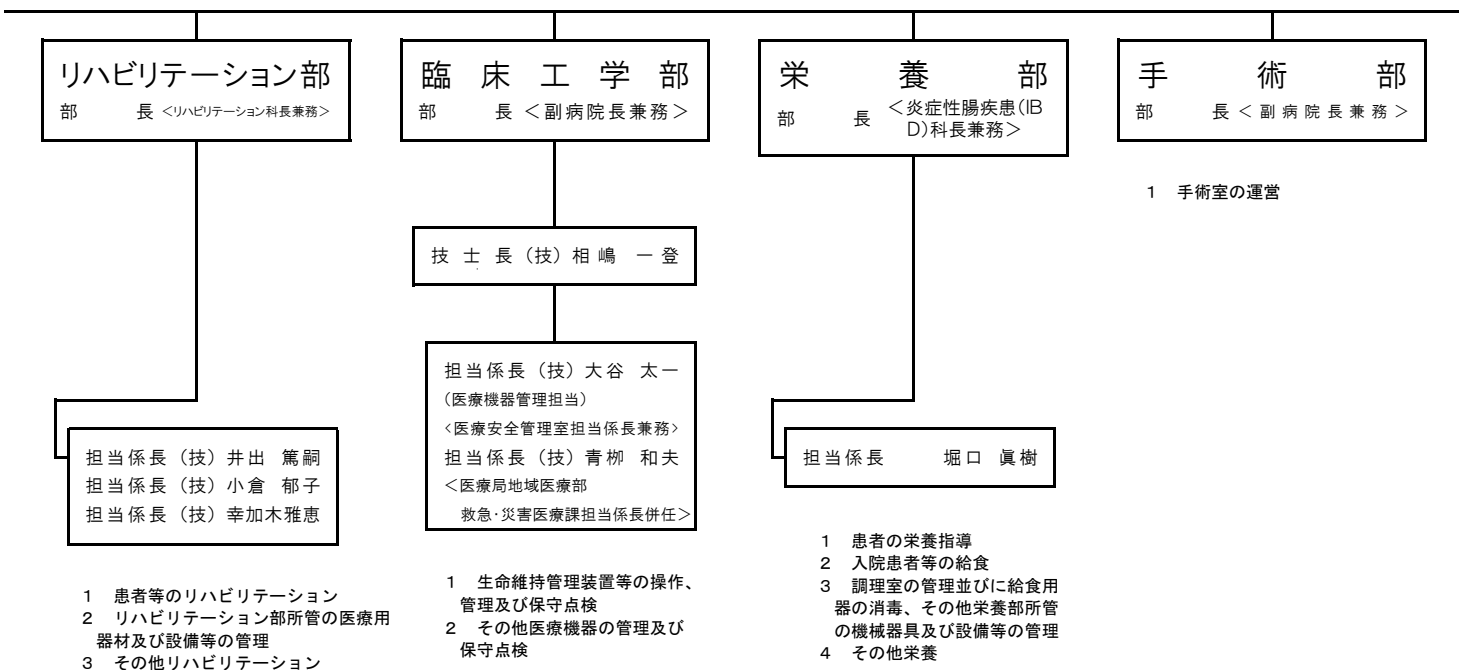 リハビリテーション部
部 長 <リハビリテーション科長兼務>
担当係長 (技) 井出 篤嗣
担当係長 (技) 小倉 郁子
担当係長 (技) 幸加木雅恵
1 患者等のリハビリテーション
2 リハビリテーション部所管の医療用
器材及び設備等の管理
3 その他リハビリテーション
臨床工学部
部 長 <副病院長兼務>
技士長 (技) 相嶋 一登
担当係長 (技) 大谷 太一
(医療機器管理担当)
<医療安全管理室担当係長兼務>
担当係長 (技) 青栁 和夫
<医療局地域医療部
救急・災害医療課担当係長併任>
1 生命維持管理装置等の操作、
管理及び保守点検
2 その他医療機器の管理及び
保守点検
栄養部
部 長 <炎症性腸疾患(IB
D)科長兼務>
担当係長 堀口 眞樹
1 患者の栄養指導
2 入院患者等の給食
3 調理室の管理並びに給食用
器の消毒、その他栄養部所管
の機械器具及び設備等の管理
4 その他栄養
手術部
部 長 <副病院長兼務>
1 手術室の運営